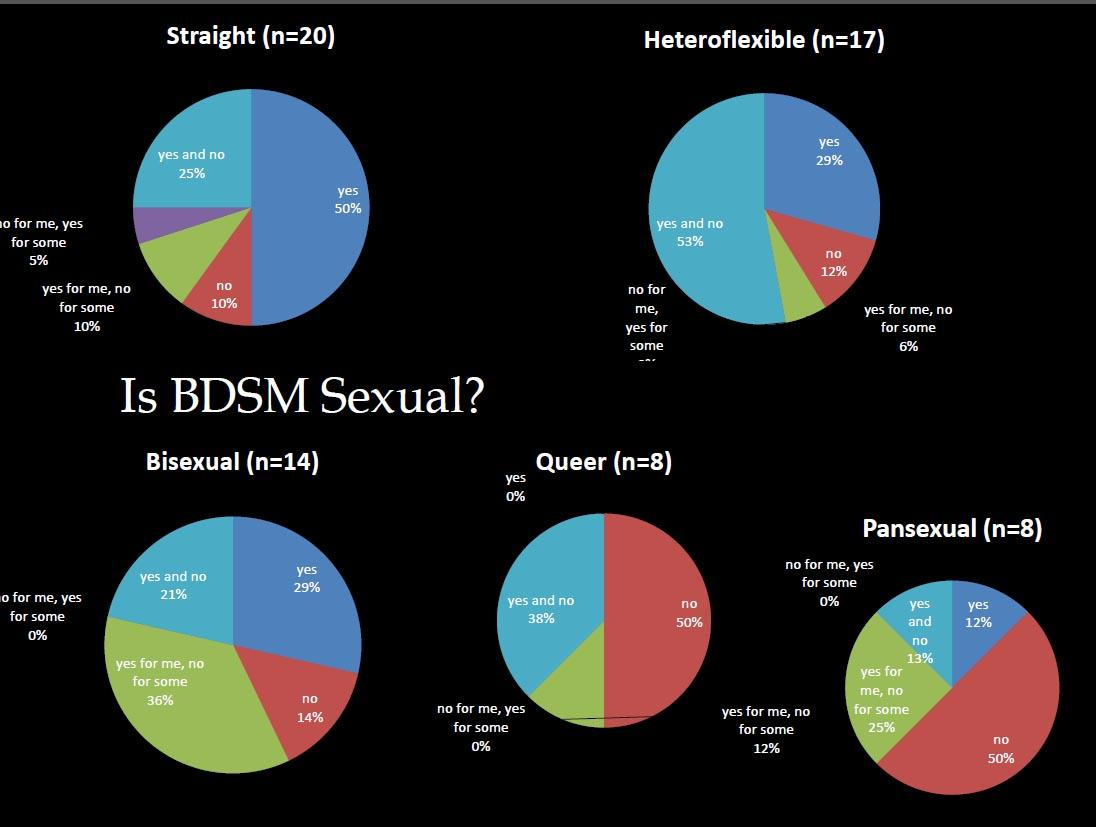 Straight (n=20)
yes and no
25%
yes
50%
for me, yes
for some
5%
yes for me, no
for some
10%
no
10%
Heteroflexible (n=17)
yes
29%
yes and no
53%
no
12%
no for
me,
yes for
some
yes for me, no
for some
6%
Is BDSM Sexual?
Bisexual (n=14)
yes
29%
yes and no
21%
for me, yes
for some
0%
yes for me, no
for some
36%
no
14%
Queer (n=8)
yes
0%
yes and no
38%
no
50%
no for me, yes
for some
0%
yes for me, no
for some
12%
Pansexual (n=8)
no for me, yes
for some
0%
yes
and
no
13%
yes
12%
yes for
me, no
for some
25%
no
50%